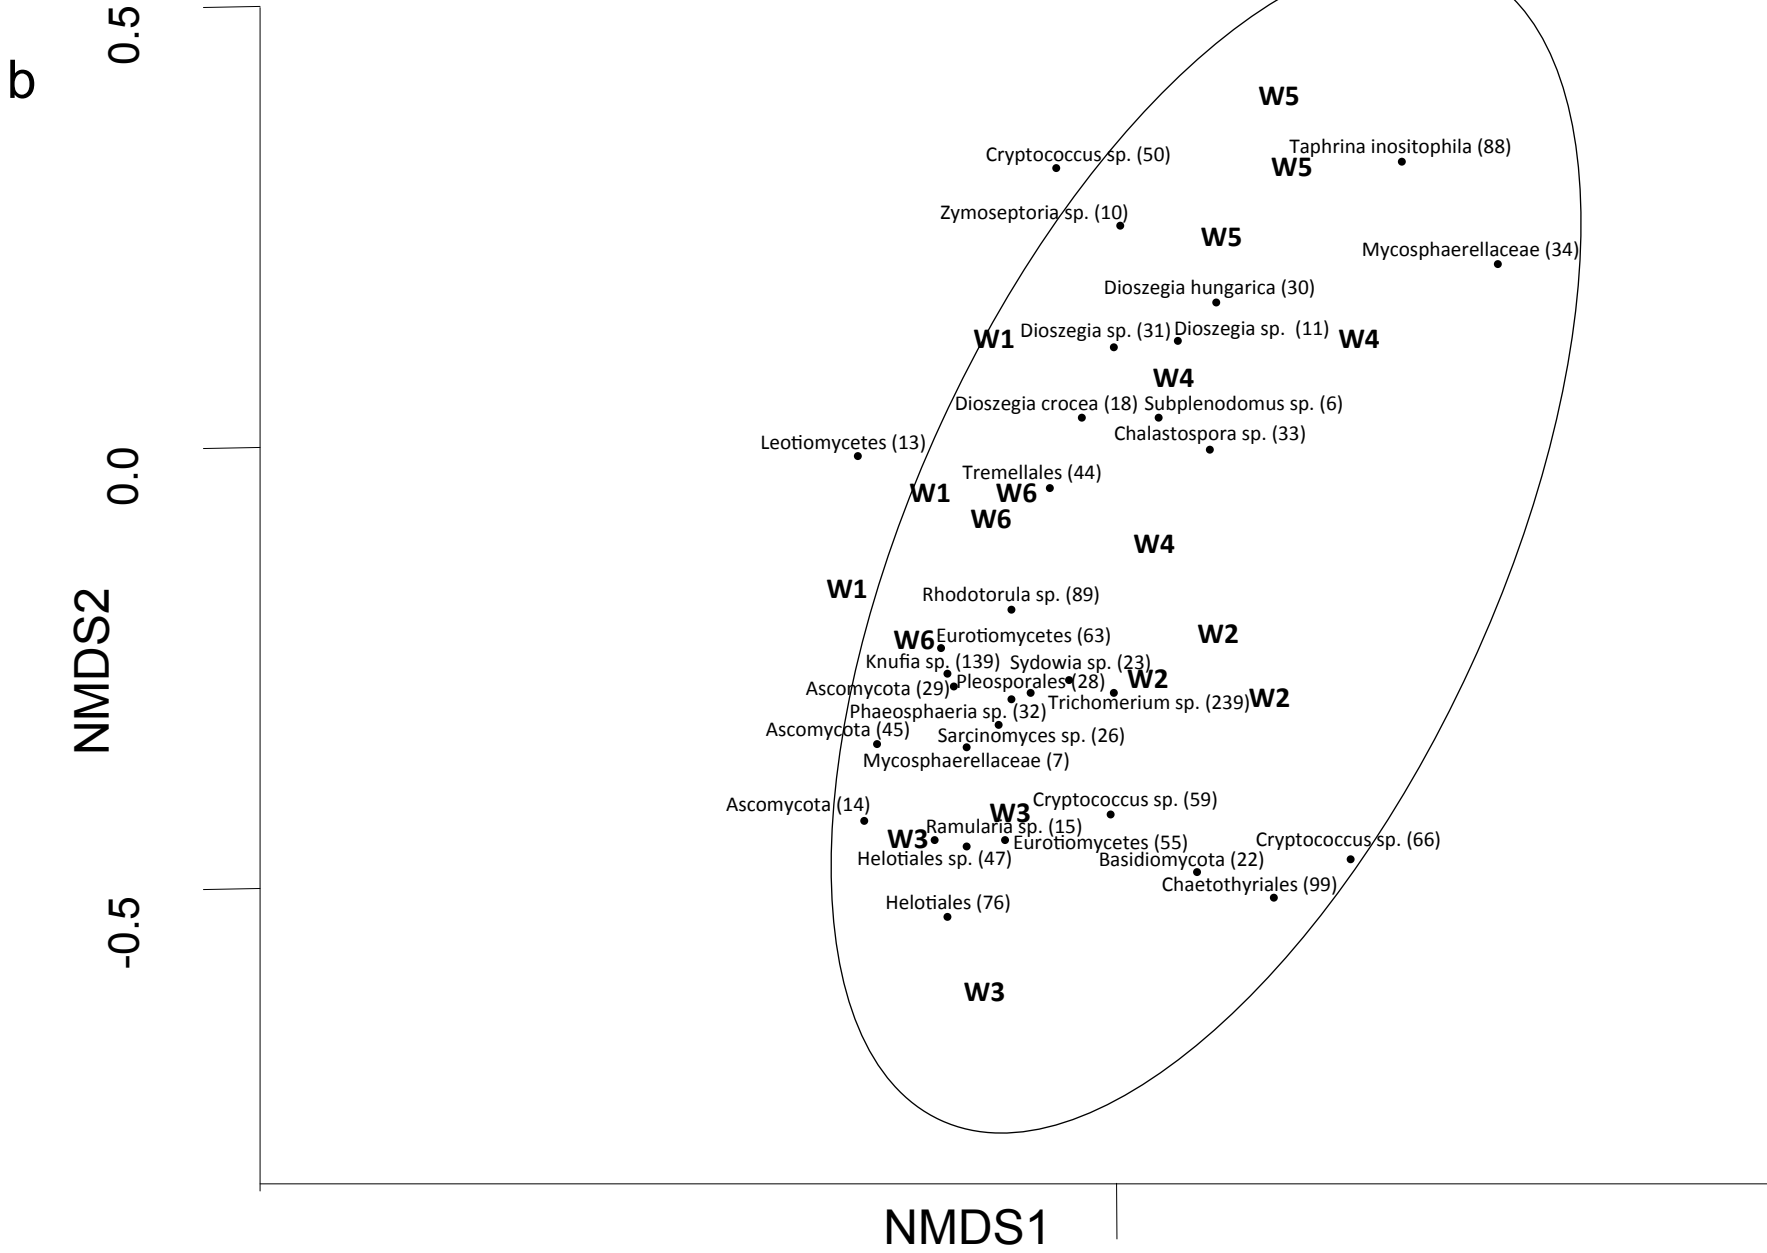 b
0.5
0.0
-0.5
NMDS2
W5
Taphrina inositophila (88)
Cryptococcus sp. (50)
W5
Zymoseptoria sp. (10)
W5
Mycosphaerellaceae (34)
Dioszegia hungarica (30)
W1
Dioszegia sp. (31)
Dioszegia sp. (11)
W4
W4
Dioszegia crocea (18)
Subplenodomus sp. (6)
Chalastospora sp. (33)
Leotiomycetes (13)
Tremellales (44)
W1
W6
W6
W4
W1
Rhodotorula sp. (89)
W6
Eurotiomycetes (63)
W2
Knufia sp. (139)
Sydowia sp. (23)
W2
Ascomycota (29)
Pleosporales (28)
W2
Trichomerium sp. (239)
Phaeosphaeria sp. (32)
Ascomycota (45)
Sarcinomyces sp. (26)
Mycosphaerellaceae (7)
Ascomycota (14)
Cryptococcus sp. (59)
W3
Ramularia sp. (15)
W3
Eurotiomycetes (55)
Cryptococcus sp. (66)
Helotiales sp. (47)
Basidiomycota (22)
Chaetothyriales (99)
Helotiales (76)
W3
NMDS1